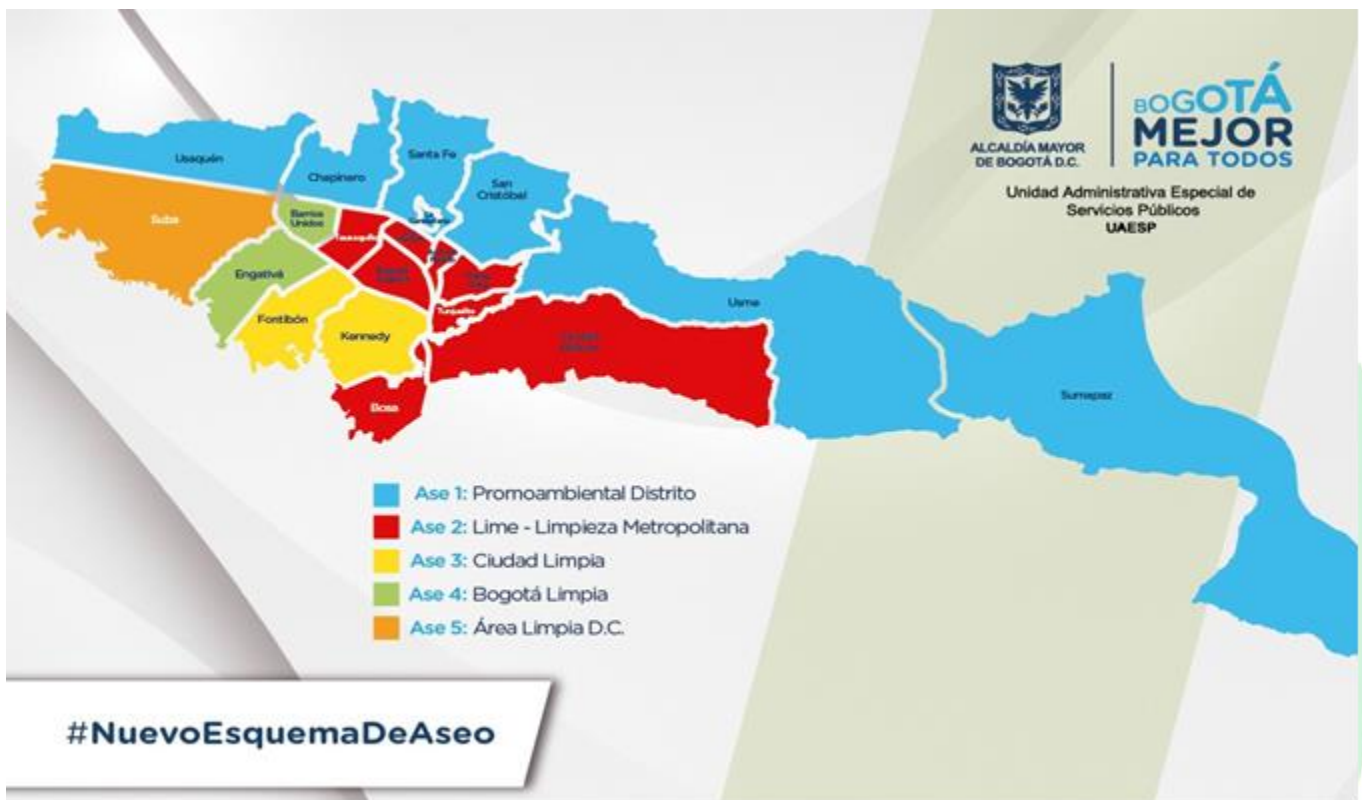 ALCALDÍA MAYOR
DE BOGOTÁ D.C.
BOGOTÁ
MEJOR
PARA TODOS
Unidad Administrativa Especial de
Servicios Públicos
UAESP
Usaquén
Chapinero
Santa Fe
San
Cristóbal
Suba
Barrios
Unidos
Engativá
Fontibón
Kennedy
Tunjuelito
Bosa
Usme
Sumapaz
Ase 1: Promoambiental Distrito
Ase 2: Lime - Limpieza Metropolitana
Ase 3: Ciudad Limpia
Ase 4: Bogotá Limpia
Ase 5: Área Limpia D.C.
#NuevoEsquemaDeAseo